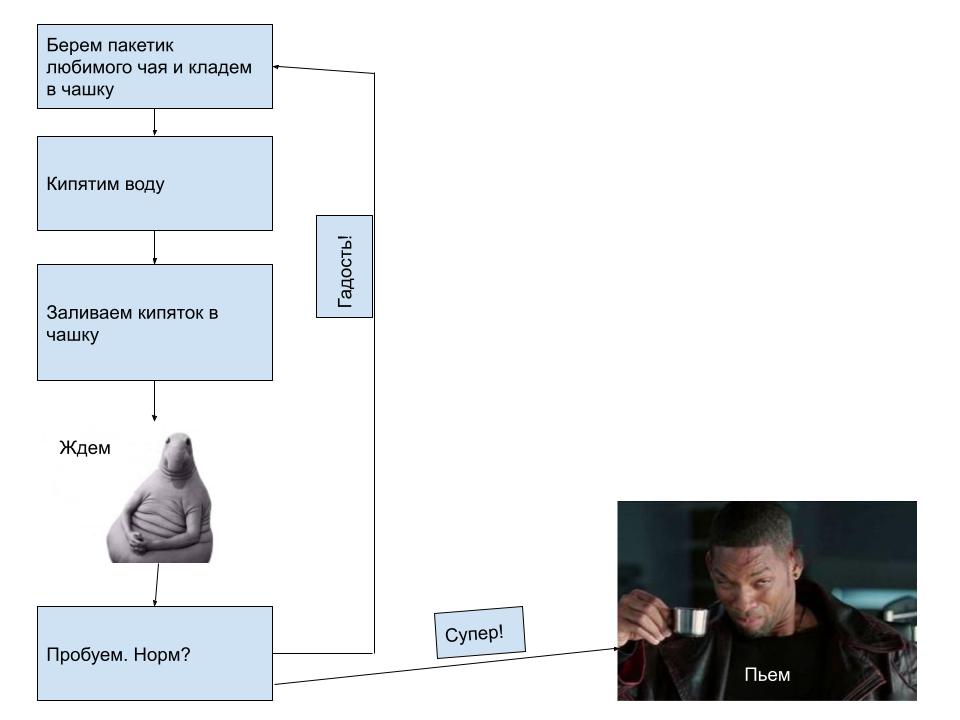 Берем пакетик
любимого чая и кладем
в чашку
Кипятим воду
Гадость!
Заливаем кипяток в
чашку
Ждем
Пробуем. Норм?
Супер!
Пьем